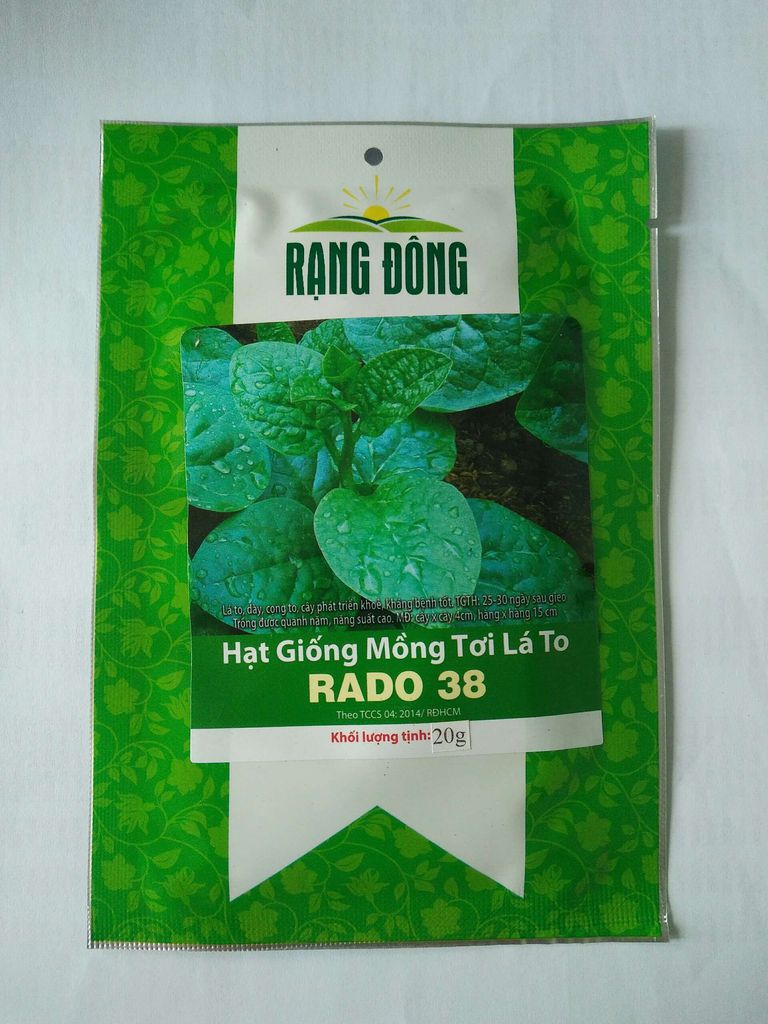 RẠNG ĐÔNG
Lá to, dày, cọng to, cây phát triển khoẻ, kháng bệnh tốt. TGTH: 25-30 ngày sau gieo
Trồng được quanh năm, năng suất cao. MĐ: cây x cây 4cm, hàng x hàng 15 cm
Hạt Giống Mồng Tơi Lá To
RADO 38
Theo TCCS 04: 2014/ RĐHCM
Khối lượng tịnh: 20g